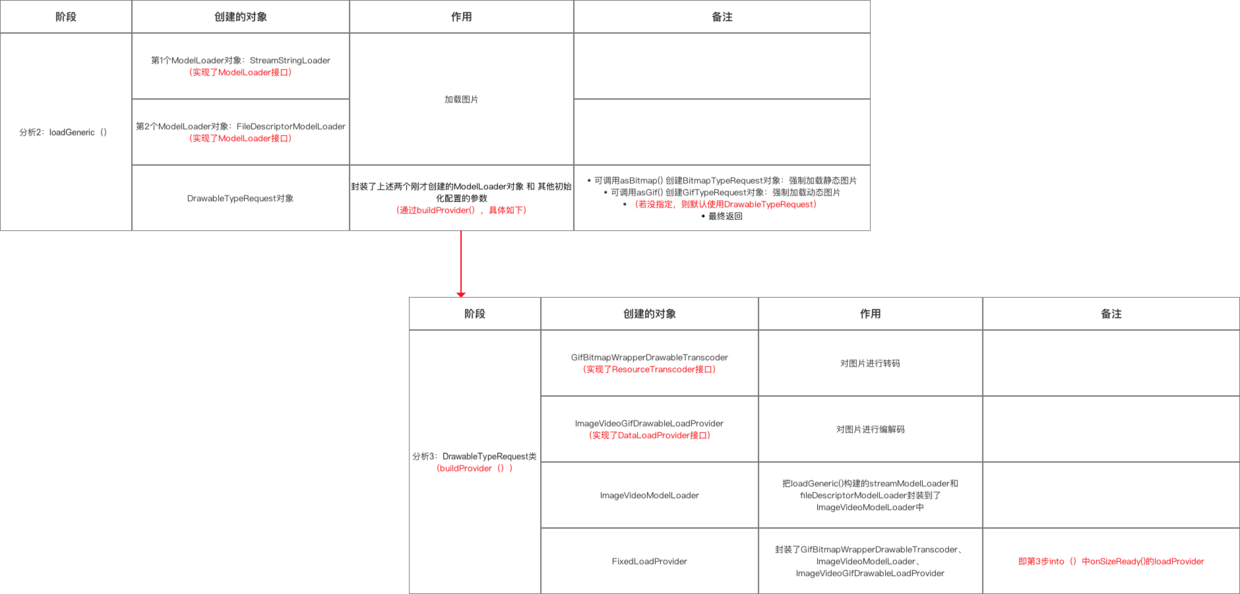 阶段
创建的对象
作用
备注
分析2：loadGeneric（）
第1个ModelLoader对象：StreamStringLoader
（实现了ModelLoader接口）
加载图片
第2个ModelLoader对象：FileDescriptorModelLoader
（实现了ModelLoader接口）
DrawableTypeRequest对象
封装了上述两个刚才创建的ModelLoader对象 和 其他初始
化配置的参数
（通过buildProvider()，具体如下）
• 可调用asBitmap() 创建BitmapTypeRequest对象：强制加载静态图片
• 可调用asGif() 创建GifTypeRequest对象：强制加载动态图片
• （若没指定，则默认使用DrawableTypeRequest）
• 最终返回
阶段
创建的对象
作用
备注
分析3：DrawableTypeRequest类
（buildProvider（））
GifBitmapWrapperDrawableTranscoder
（实现了ResourceTranscoder接口）
对图片进行转码
ImageVideoGifDrawableLoadProvider
（实现了DataLoadProvider接口）
对图片进行编解码
ImageVideoModelLoader
把loadGeneric()构建的streamModelLoader和
fileDescriptorModelLoader封装到了
ImageVideoModelLoader中
FixedLoadProvider
封装了GifBitmapWrapperDrawableTranscoder、
ImageVideoModelLoader、
ImageVideoGifDrawableLoadProvider
即第3步into（）中onSizeReady()的loadProvider